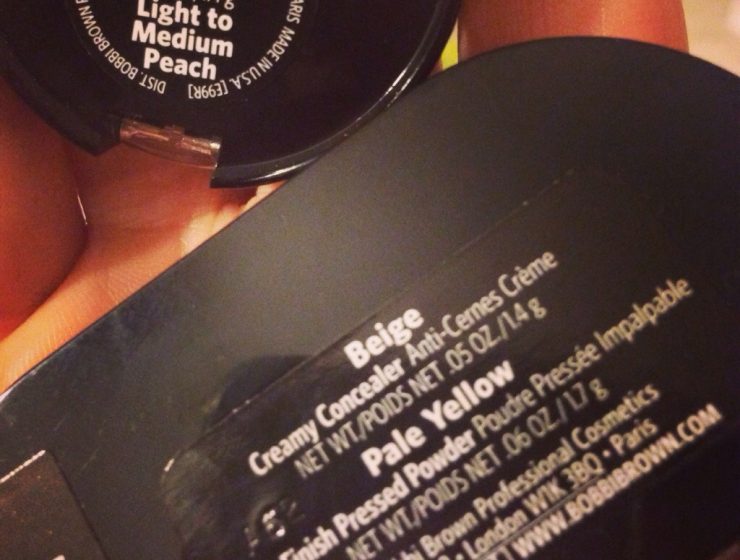 Light to
Medium
Peach
DIST. BOBBI BROWN
PARIS MADE IN U.S.A. [E99R]
Beige
Creamy Concealer Anti-Cernes Crème
NET WT./POIDS NET .05 OZ./1.4 g
Pale Yellow
Finish Pressed Powder Poudre Pressée Impalpable
NET WT./POIDS NET .06 OZ./1.7 g
Brown Professional Cosmetics
London W1K 3BQ • Paris
WWW.BOBBIBROWN.COM